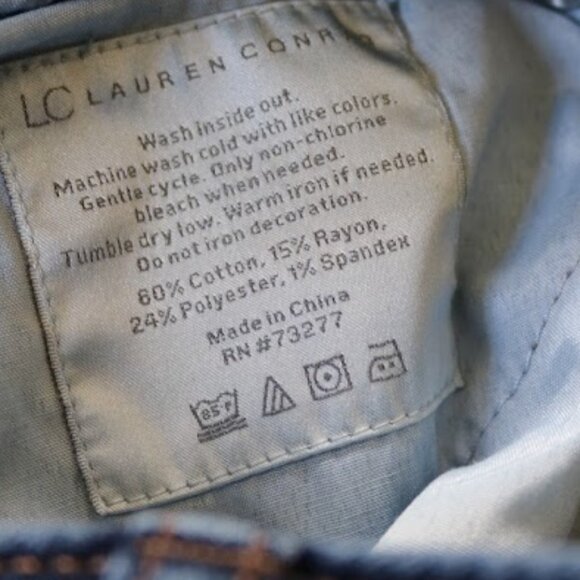 LC LAUREN CONR
Wash inside out.
Machine wash cold with like colors.
Gentle cycle. Only non-chlorine
bleach when needed.
Tumble dry low. Warm iron if needed.
Do not iron decoration.
60% Cotton, 15% Rayon,
24% Polyester, 1% Spandex
Made in China
RN #73277
85°F